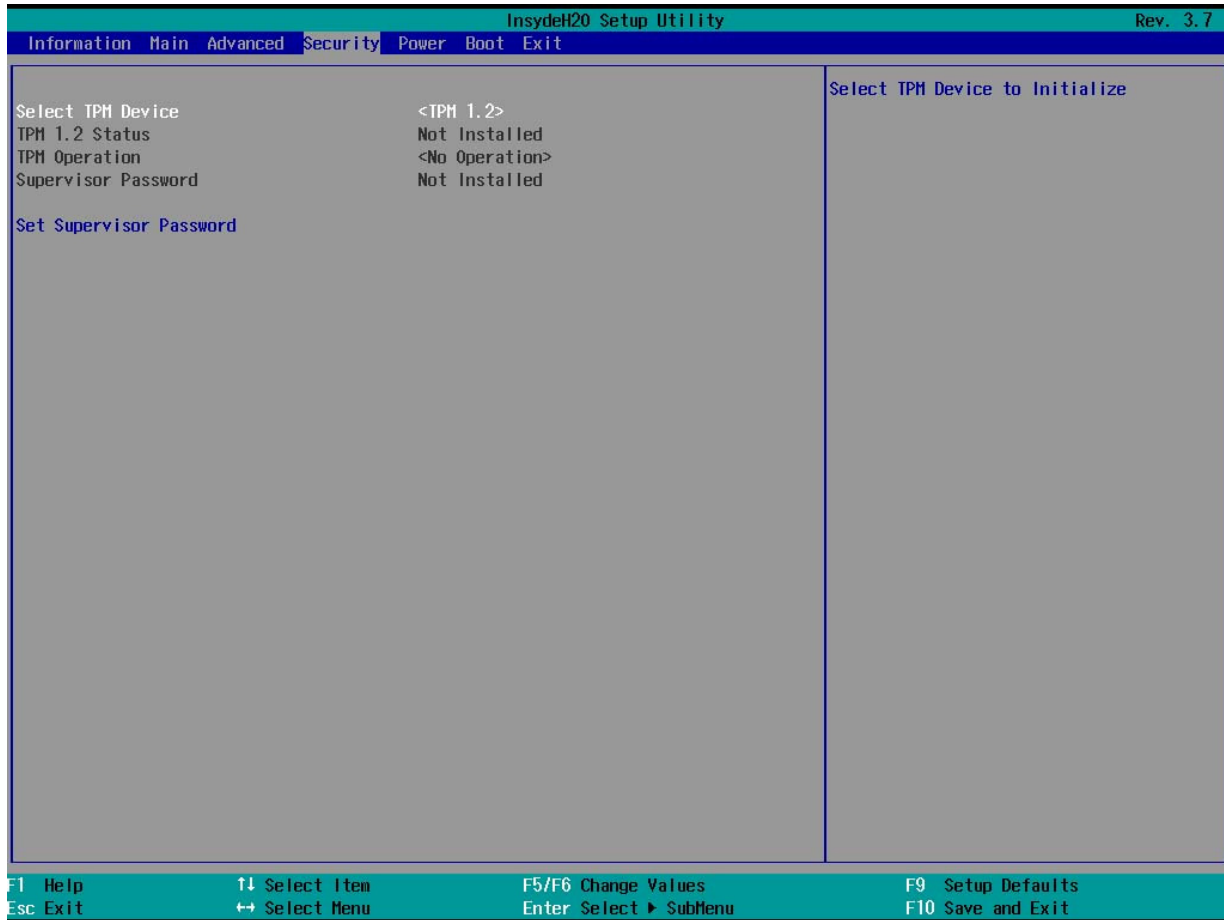 InsydeH20 Setup Utility Rev. 3.7
Information Main Advanced Security Power Boot Exit
Select TPM Device <TPM 1.2>
TPM 1.2 Status Not Installed
TPM Operation <No Operation>
Supervisor Password Not Installed
Set Supervisor Password
Select TPM Device to Initialize
F1 Help ↑↓ Select Item F5/F6 Change Values F9 Setup Defaults
Esc Exit ↔ Select Menu Enter Select ▶ SubMenu F10 Save and Exit